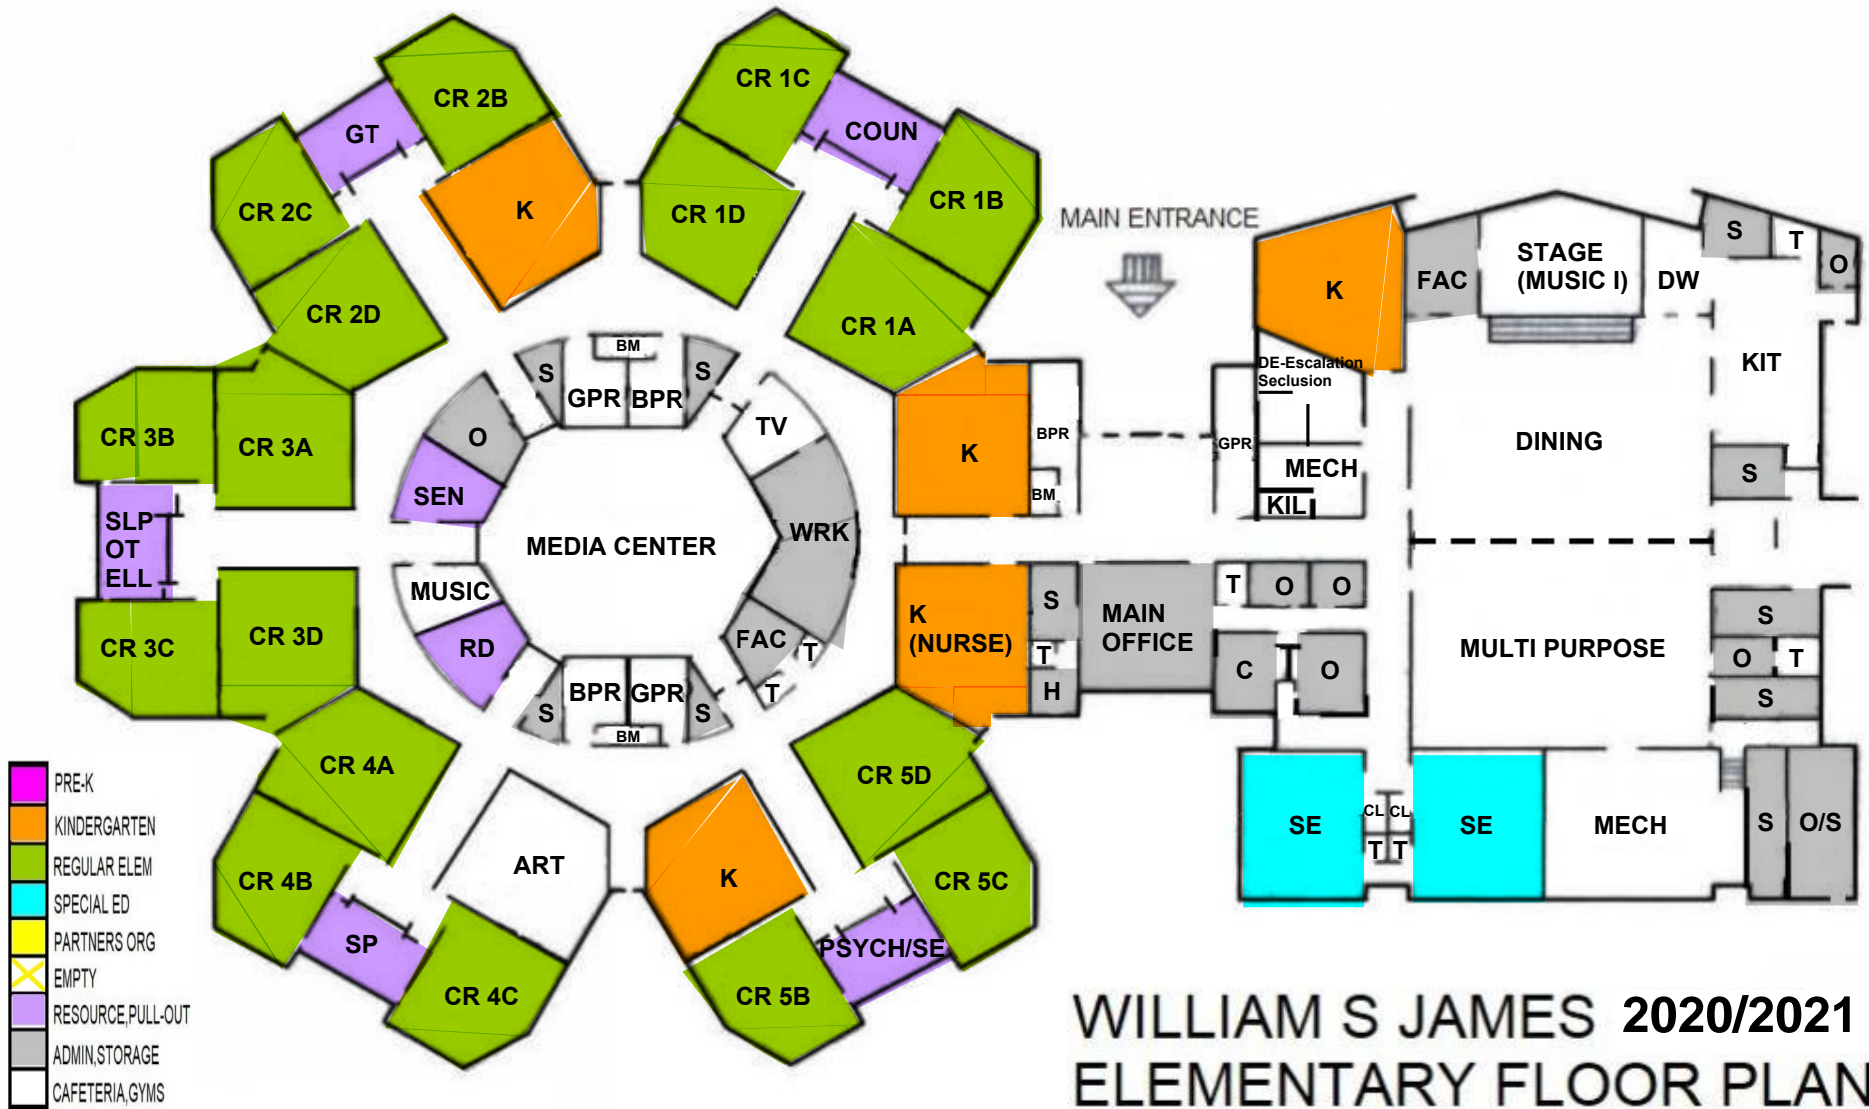 CR 2B
CR 1C
GT
COUN
CR 2C
K
CR 1D
CR 1B
MAIN ENTRANCE
CR 2D
CR 1A
K
FAC
STAGE
(MUSIC I)
DW
S
T
O
KIT
DE-Escalation
Seclusion
BM
S
GPR
BPR
S
TV
O
SEN
CR 3B
CR 3A
K
BPR
BM
GPR
MECH
KIL
DINING
S
SLP
OT
ELL
MEDIA CENTER
WRK
MUSIC
RD
FAC
T
T
K
(NURSE)
S
T
H
MAIN
OFFICE
T
O
O
C
O
MULTI PURPOSE
S
O
T
S
CR 3C
CR 3D
S
BPR
GPR
S
BM
CR 4A
CR 5D
ART
K
CR 4B
CR 5C
SP
PSYCH/SE
CR 4C
CR 5B
SE
CL
CL
T
T
SE
MECH
S
O/S
PRE-K
KINDERGARTEN
REGULAR ELEM
SPECIAL ED
PARTNERS ORG
EMPTY
RESOURCE,PULL-OUT
ADMIN,STORAGE
CAFETERIA,GYMS
WILLIAM S JAMES 2020/2021
ELEMENTARY FLOOR PLAN